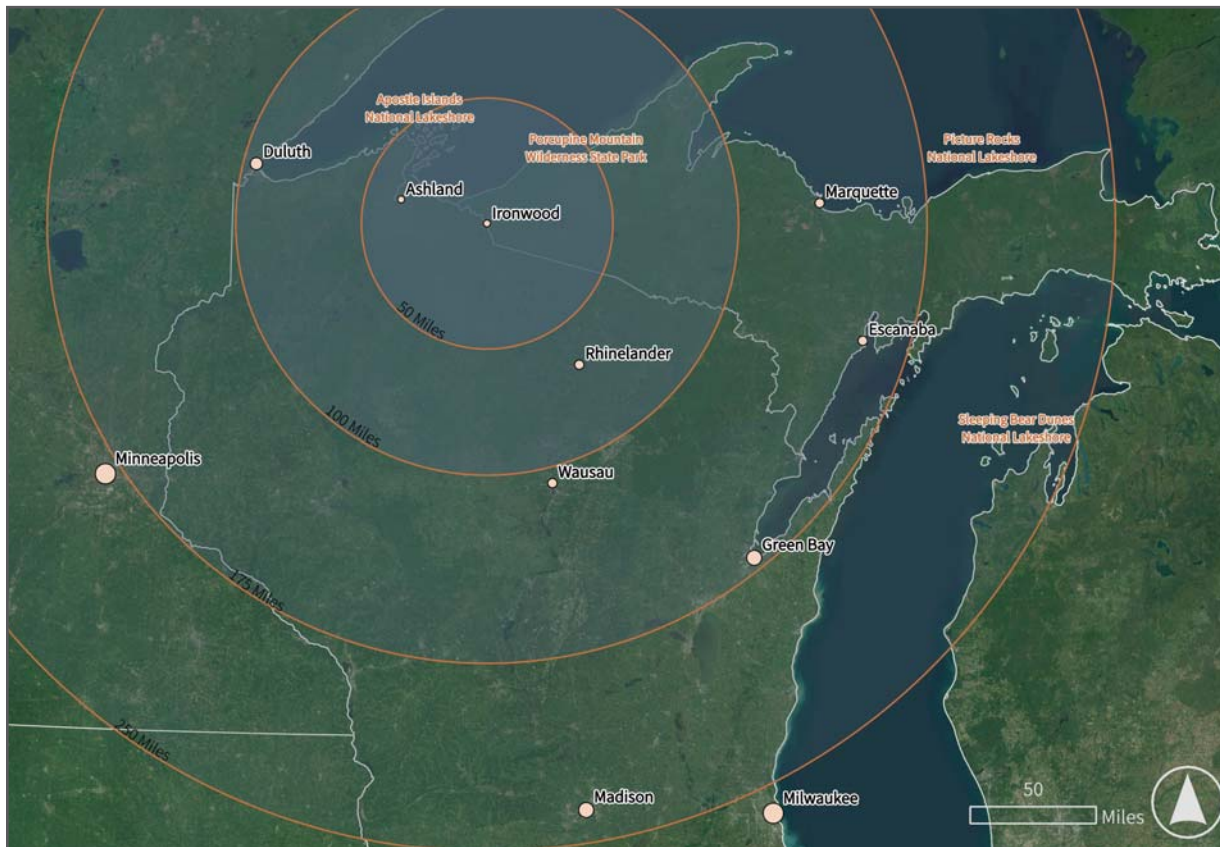 Apostle Islands
National Lakeshore
Porcupine Mountain
Wilderness State Park
Picture Rocks
National Lakeshore
Duluth
Ashland
Ironwood
Marquette
50 Miles
Escanaba
Rhinelander
100 Miles
Sleeping Bear Dunes
National Lakeshore
Minneapolis
Wausau
Green Bay
175 Miles
250 Miles
Madison
Milwaukee
50
Miles